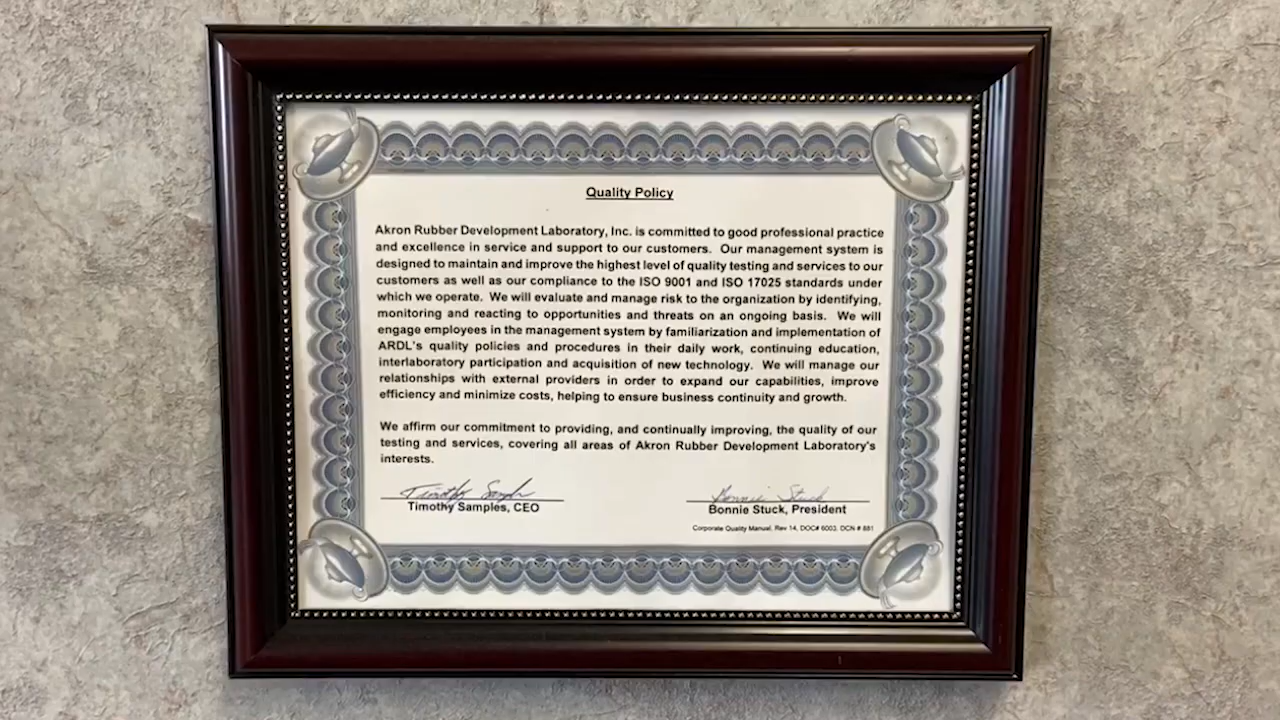 Quality Policy
Akron Rubber Development Laboratory, Inc. is committed to good professional practice
and excellence in service and support to our customers. Our management system is
designed to maintain and improve the highest level of quality testing and services to our
customers as well as our compliance to the ISO 9001 and ISO 17025 standards under
which we operate. We will evaluate and manage risk to the organization by identifying,
monitoring and reacting to opportunities and threats on an ongoing basis. We will
engage employees in the management system by familiarization and implementation of
ARDL's quality policies and procedures in their daily work, continuing education,
interlaboratory participation and acquisition of new technology. We will manage our
relationships with external providers in order to expand our capabilities, improve
efficiency and minimize costs, helping to ensure business continuity and growth.
We affirm our commitment to providing, and continually improving, the quality of our
testing and services, covering all areas of Akron Rubber Development Laboratory's
interests.
Timothy Samples
Timothy Samples, CEO
Bonnie Stuck
Bonnie Stuck, President
Corporate Quality Manual, Rev 14, DOC# 6003, DCN # 881